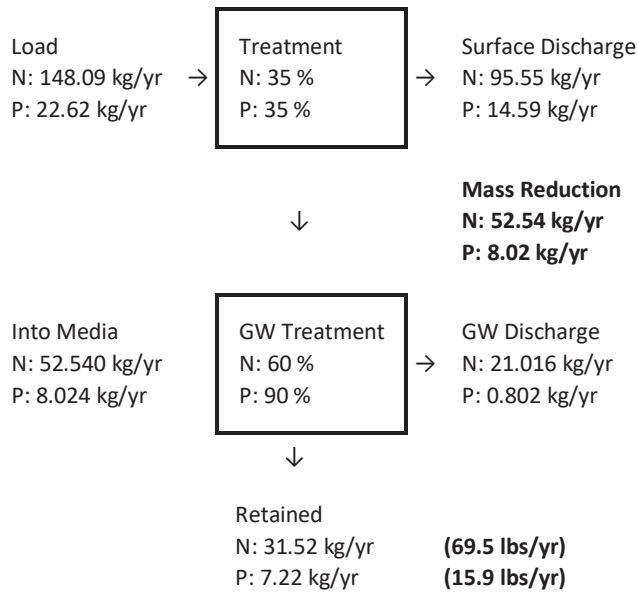 Load
N: 148.09 kg/yr
P: 22.62 kg/yr
→
Treatment
N: 35 %
P: 35 %
→
Surface Discharge
N: 95.55 kg/yr
P: 14.59 kg/yr
Mass Reduction
N: 52.54 kg/yr
P: 8.02 kg/yr
↓
Into Media
N: 52.540 kg/yr
P: 8.024 kg/yr
GW Treatment
N: 60 %
P: 90 %
→
GW Discharge
N: 21.016 kg/yr
P: 0.802 kg/yr
↓
Retained
N: 31.52 kg/yr (69.5 lbs/yr)
P: 7.22 kg/yr (15.9 lbs/yr)